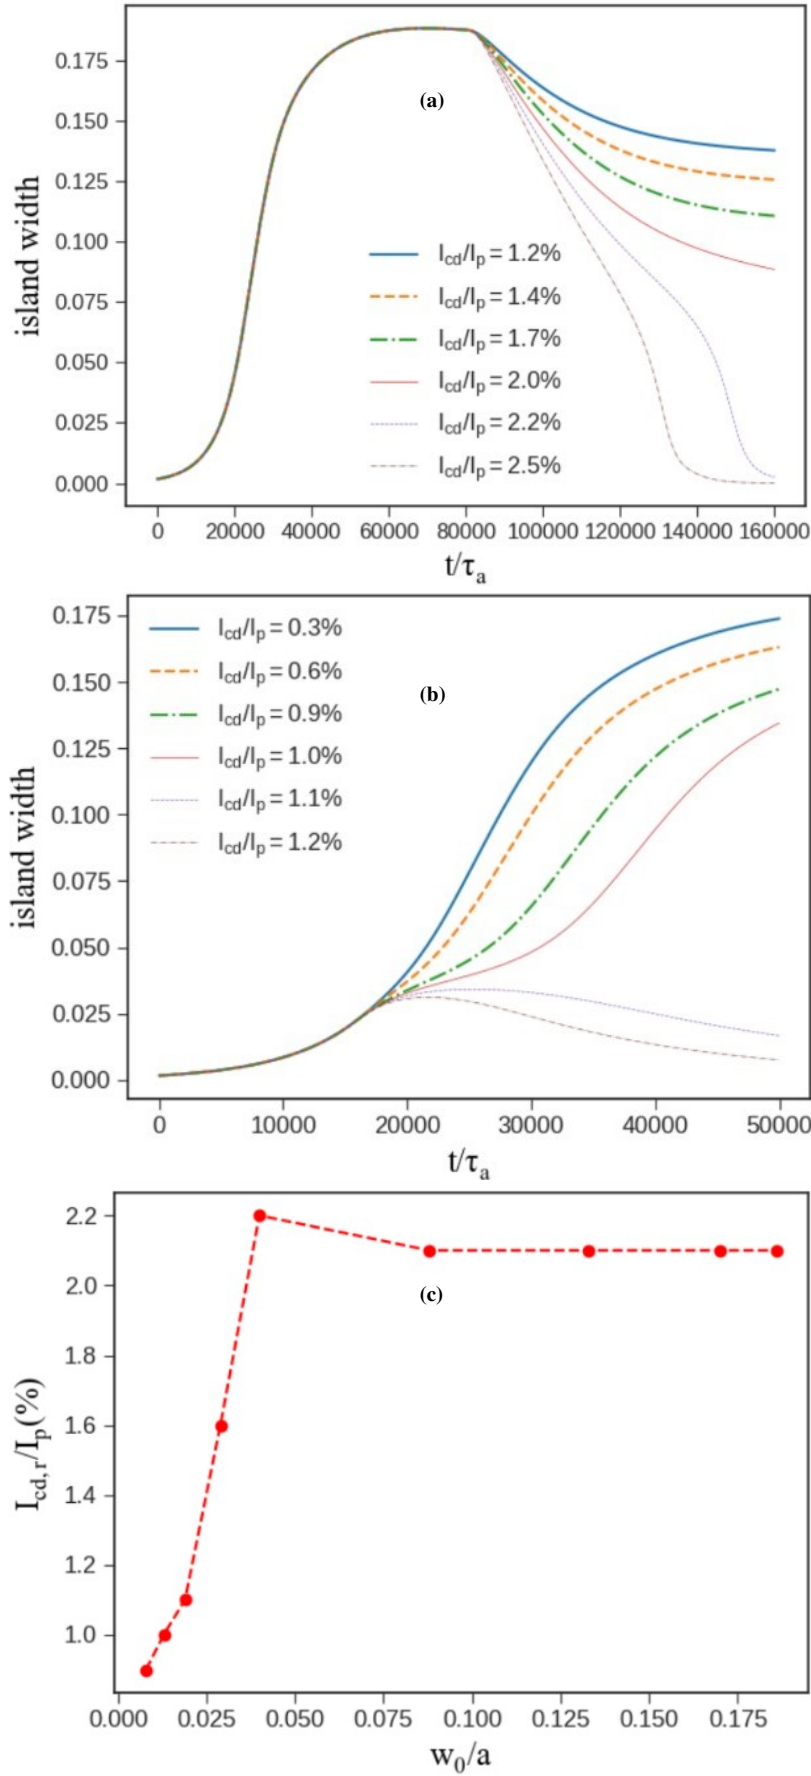 (a)
0.175
0.150
0.125
0.100
0.075
0.050
0.025
0.000
island width
I_cd/I_p = 1.2%
I_cd/I_p = 1.4%
I_cd/I_p = 1.7%
I_cd/I_p = 2.0%
I_cd/I_p = 2.2%
I_cd/I_p = 2.5%
0 20000 40000 60000 80000 100000 120000 140000 160000
t/τ_a
(b)
0.175
0.150
0.125
0.100
0.075
0.050
0.025
0.000
island width
I_cd/I_p = 0.3%
I_cd/I_p = 0.6%
I_cd/I_p = 0.9%
I_cd/I_p = 1.0%
I_cd/I_p = 1.1%
I_cd/I_p = 1.2%
0 10000 20000 30000 40000 50000
t/τ_a
(c)
2.2
2.0
1.8
1.6
1.4
1.2
1.0
I_cd,r/I_p(%)
0.000 0.025 0.050 0.075 0.100 0.125 0.150 0.175
w_0/a